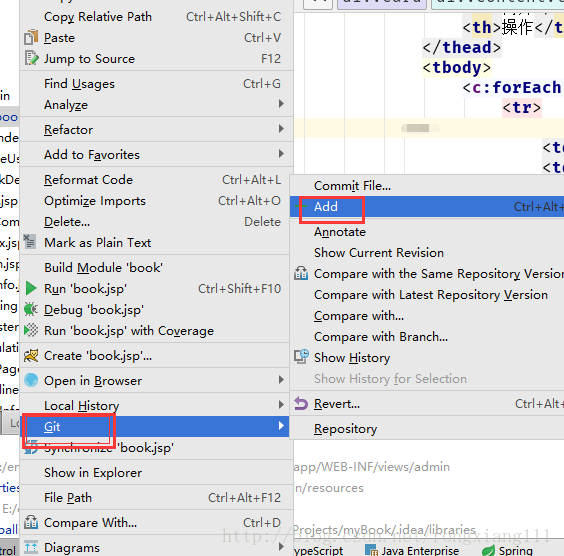 Copy Relative Path Ctrl+Alt+Shift+C
Paste Ctrl+V
Jump to Source F12
Find Usages Ctrl+G
Analyze
Refactor
Add to Favorites
Reformat Code Ctrl+Alt+L
Optimize Imports Ctrl+Alt+O
Delete... Delete
Mark as Plain Text
Build Module 'book'
Run 'book.jsp' Ctrl+Shift+F10
Debug 'book.jsp'
Run 'book.jsp' with Coverage
Create 'book.jsp'...
Open in Browser
Local History
Git
Synchronize 'book.jsp'
Show in Explorer
File Path Ctrl+Alt+F12
Compare With... Ctrl+D
Diagrams
<th>操作</t
</thead>
<tbody>
<c:forEach
<tr>
<t
<t
Commit File...
Add Ctrl+Alt+
Annotate
Show Current Revision
Compare with the Same Repository Version
Compare with Latest Repository Version
Compare with...
Compare with Branch...
Show History
Show History for Selection
Revert... Ctrl+Alt+
Repository
app/WEB-INF/views/admin
n/resources
Projects/myBook/.idea/libraries
TypeScript Java Enterprise Spring